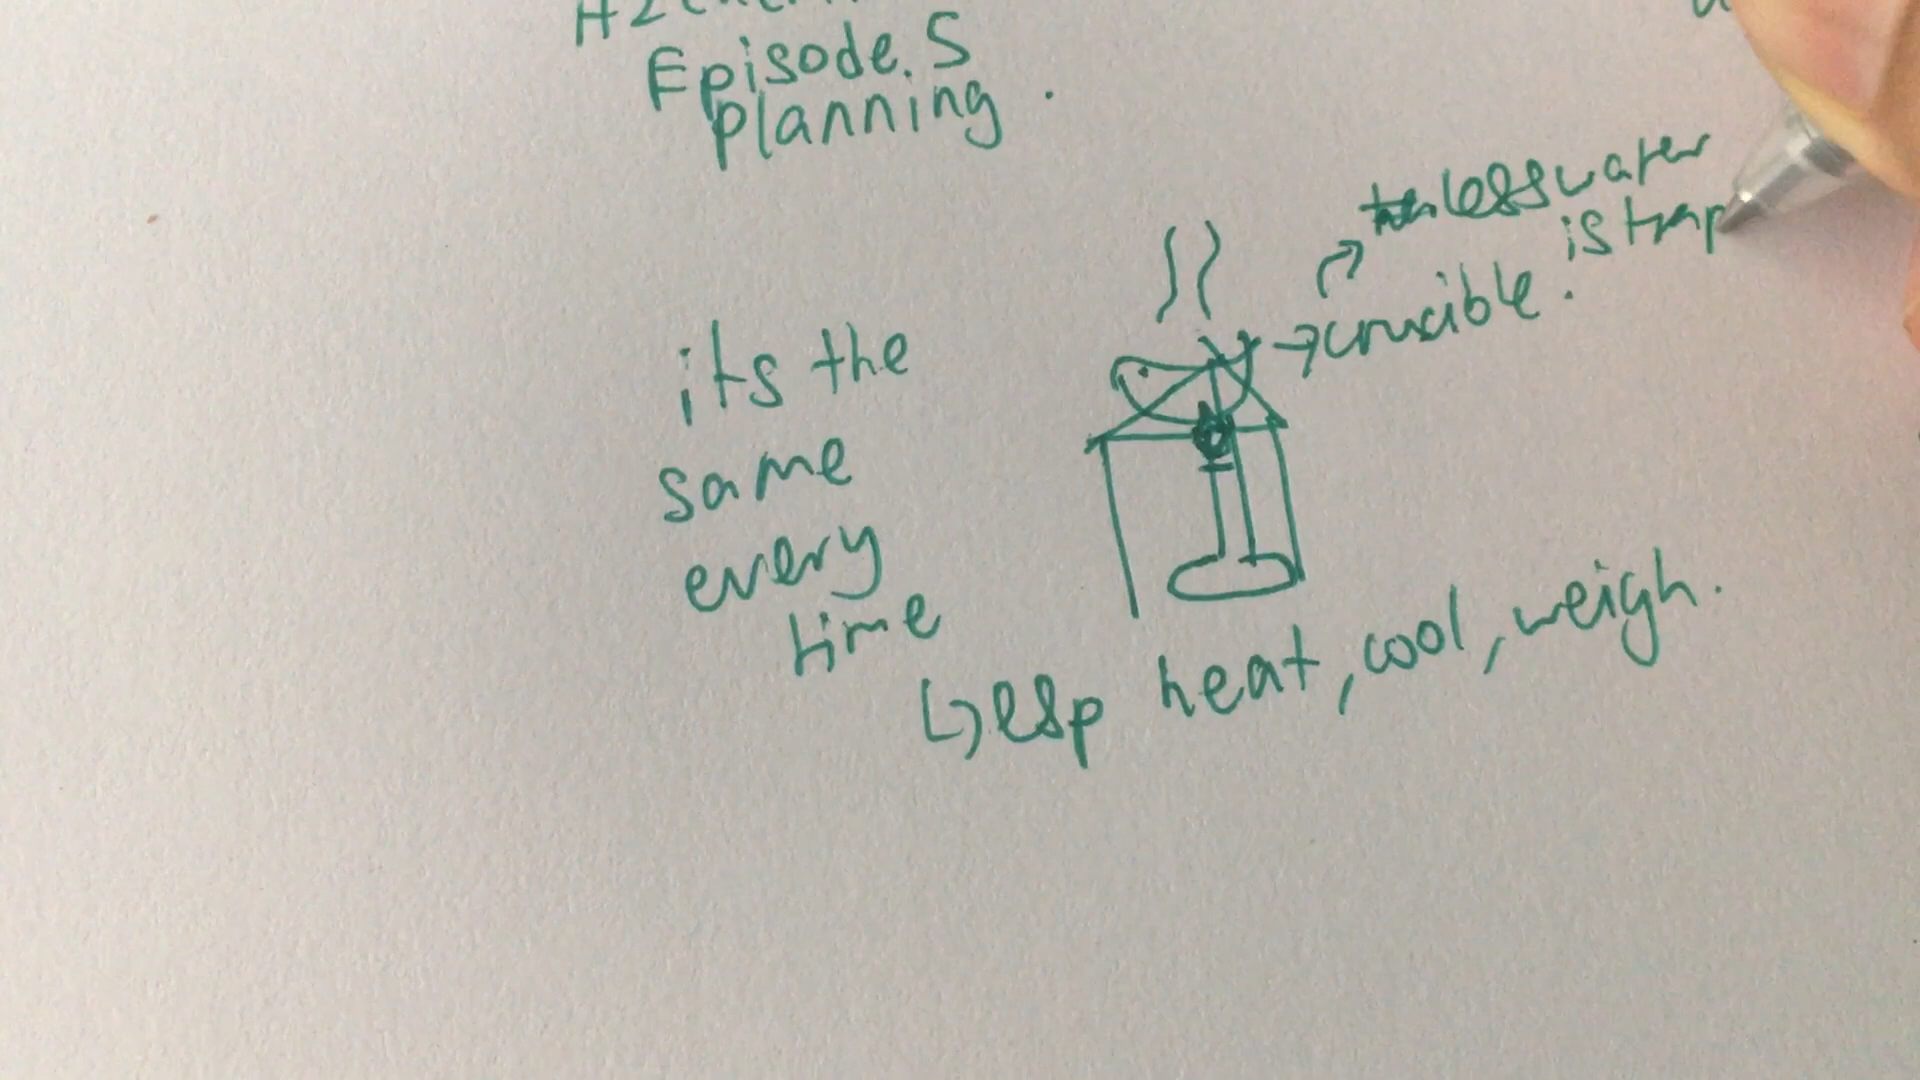 Episode. 5
planning.
less water
is trap
crucible.
its the
same
every
time
esp heat, cool, weigh.